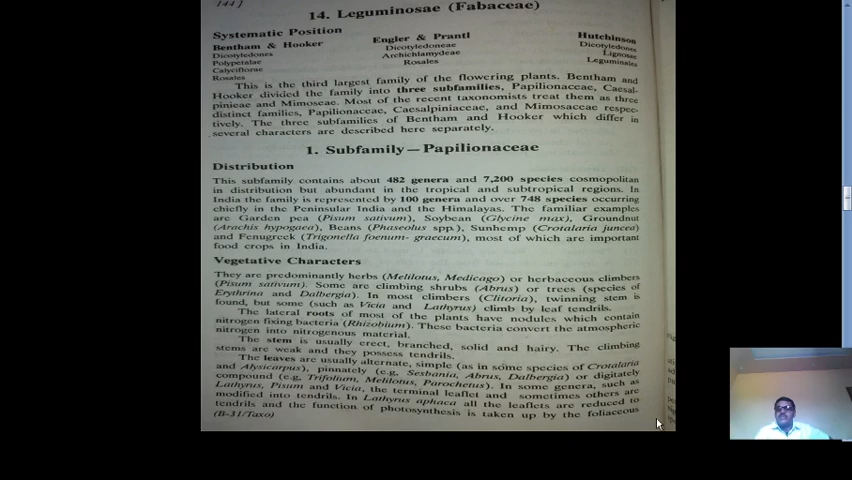 144 ]
14. Leguminosae (Fabaceae)
Systematic Position
Bentham & Hooker
Dicotyledones
Polypetalae
Calyciflorae
Rosales
Engler & Prantl
Dicotyledoneae
Archichlamydeae
Rosales
Hutchinson
Dicotyledones
Lignosae
Leguminales
This is the third largest family of the flowering plants. Bentham and
Hooker divided the family into three subfamilies, Papilionaceae, Caesal-
pinieae and Mimoseae. Most of the recent taxonomists treat them as three
distinct families, Papilionaceae, Caesalpiniaceae, and Mimosaceae respec-
tively. The three subfamilies of Bentham and Hooker which differ in
several characters are described here separately.
1. Subfamily—Papilionaceae
Distribution
This subfamily contains about 482 genera and 7,200 species cosmopolitan
in distribution but abundant in the tropical and subtropical regions. In
India the family is represented by 100 genera and over 748 species occurring
chiefly in the Peninsular India and the Himalayas. The familiar examples
are Garden pea (Pisum sativum), Soybean (Glycine max), Groundnut
(Arachis hypogaea), Beans (Phaseolus spp.), Sunhemp (Crotalaria juncea)
and Fenugreek (Trigonella foenum-graecum), most of which are important
food crops in India.
Vegetative Characters
They are predominantly herbs (Melilotus, Medicago) or herbaceous climbers
(Pisum sativum). Some are climbing shrubs (Abrus) or trees (species of
Erythrina and Dalbergia). In most climbers (Clitoria), twinning stem is
found, but some (such as Vicia and Lathyrus) climb by leaf tendrils.
The lateral roots of most of the plants have nodules which contain
nitrogen fixing bacteria (Rhizobium). These bacteria convert the atmospheric
nitrogen into nitrogenous material.
The stem is usually erect, branched, solid and hairy. The climbing
stems are weak and they possess tendrils.
The leaves are usually alternate, simple (as in some species of Crotalaria
and Alysicarpus), pinnately (e.g. Sesbania, Abrus, Dalbergia) or digitately
compound (e.g, Trifolium, Melilotus, Parochetus). In some genera, such as
Lathyrus, Pisum and Vicia, the terminal leaflet and sometimes others are
modified into tendrils. In Lathyrus aphaca all the leaflets are reduced to
tendrils and the function of photosynthesis is taken up by the foliaceous
(B-31/Taxo)